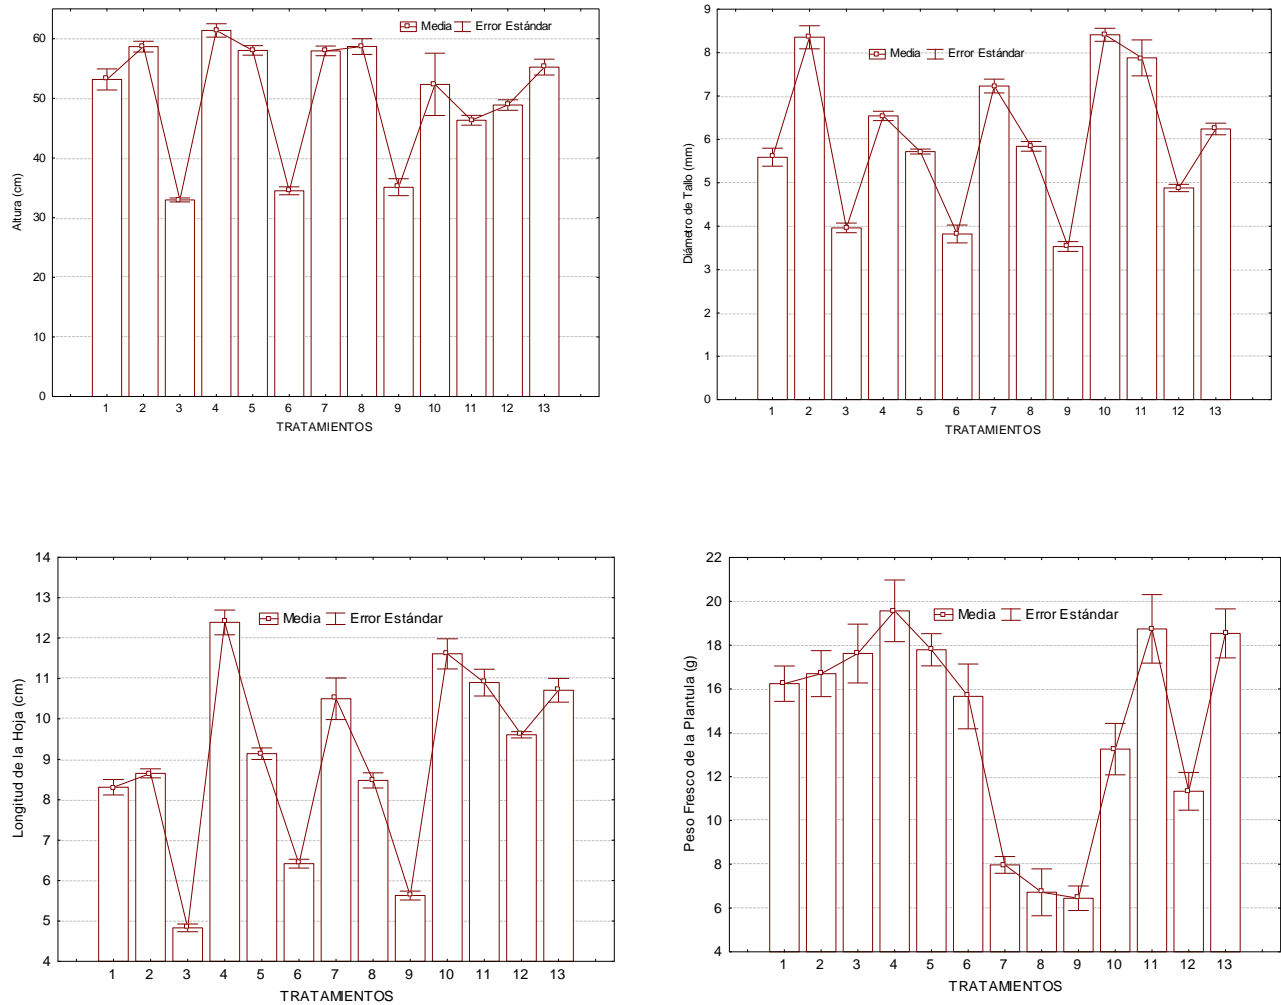 Media Error Estándar
60
50
40
30
20
10
0
Altura (cm)
1 2 3 4 5 6 7 8 9 10 11 12 13
TRATAMIENTOS
Media Error Estándar
9
8
7
6
5
4
3
2
1
0
Diámetro de Tallo (mm)
1 2 3 4 5 6 7 8 9 10 11 12 13
TRATAMIENTOS
Media Error Estándar
14
13
12
11
10
9
8
7
6
5
4
Longitud de la Hoja (cm)
1 2 3 4 5 6 7 8 9 10 11 12 13
TRATAMIENTOS
Media Error Estándar
22
20
18
16
14
12
10
8
6
4
Peso Fresco de la Plantula (g)
1 2 3 4 5 6 7 8 9 10 11 12 13
TRATAMIENTOS